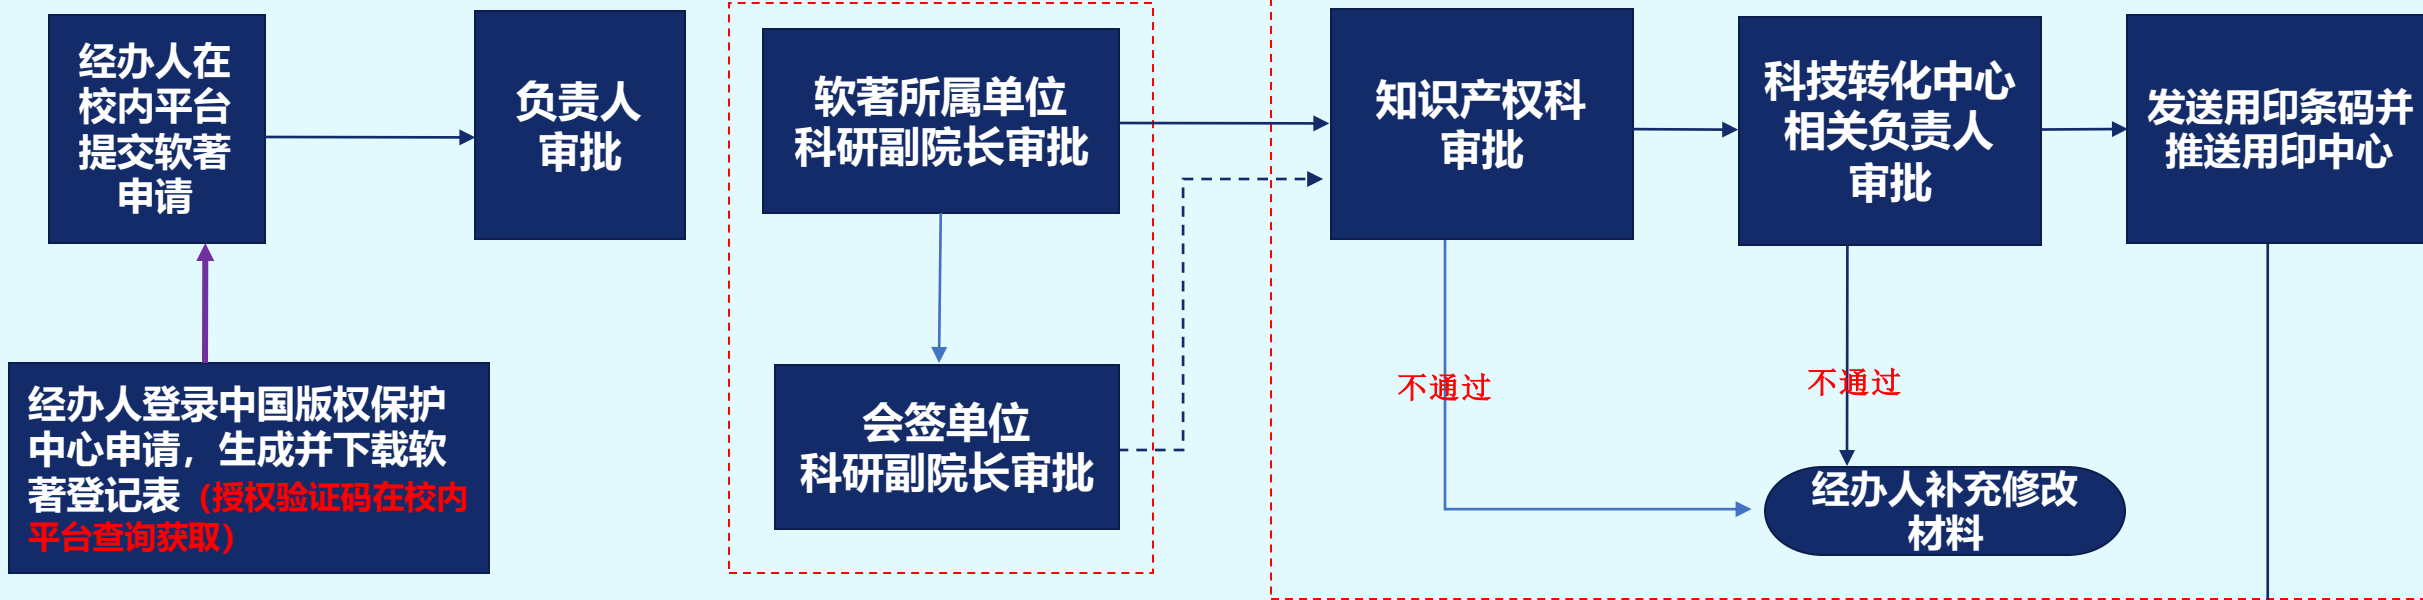 经办人在
校内平台
提交软著
申请
负责人
审批
软著所属单位
科研副院长审批
知识产权科
审批
科技转化中心
相关负责人
审批
发送用印条码并
推送用印中心
经办人登录中国版权保护
中心申请，生成并下载软
著登记表（授权验证码在校内
平台查询获取）
会签单位
科研副院长审批
不通过
不通过
经办人补充修改
材料